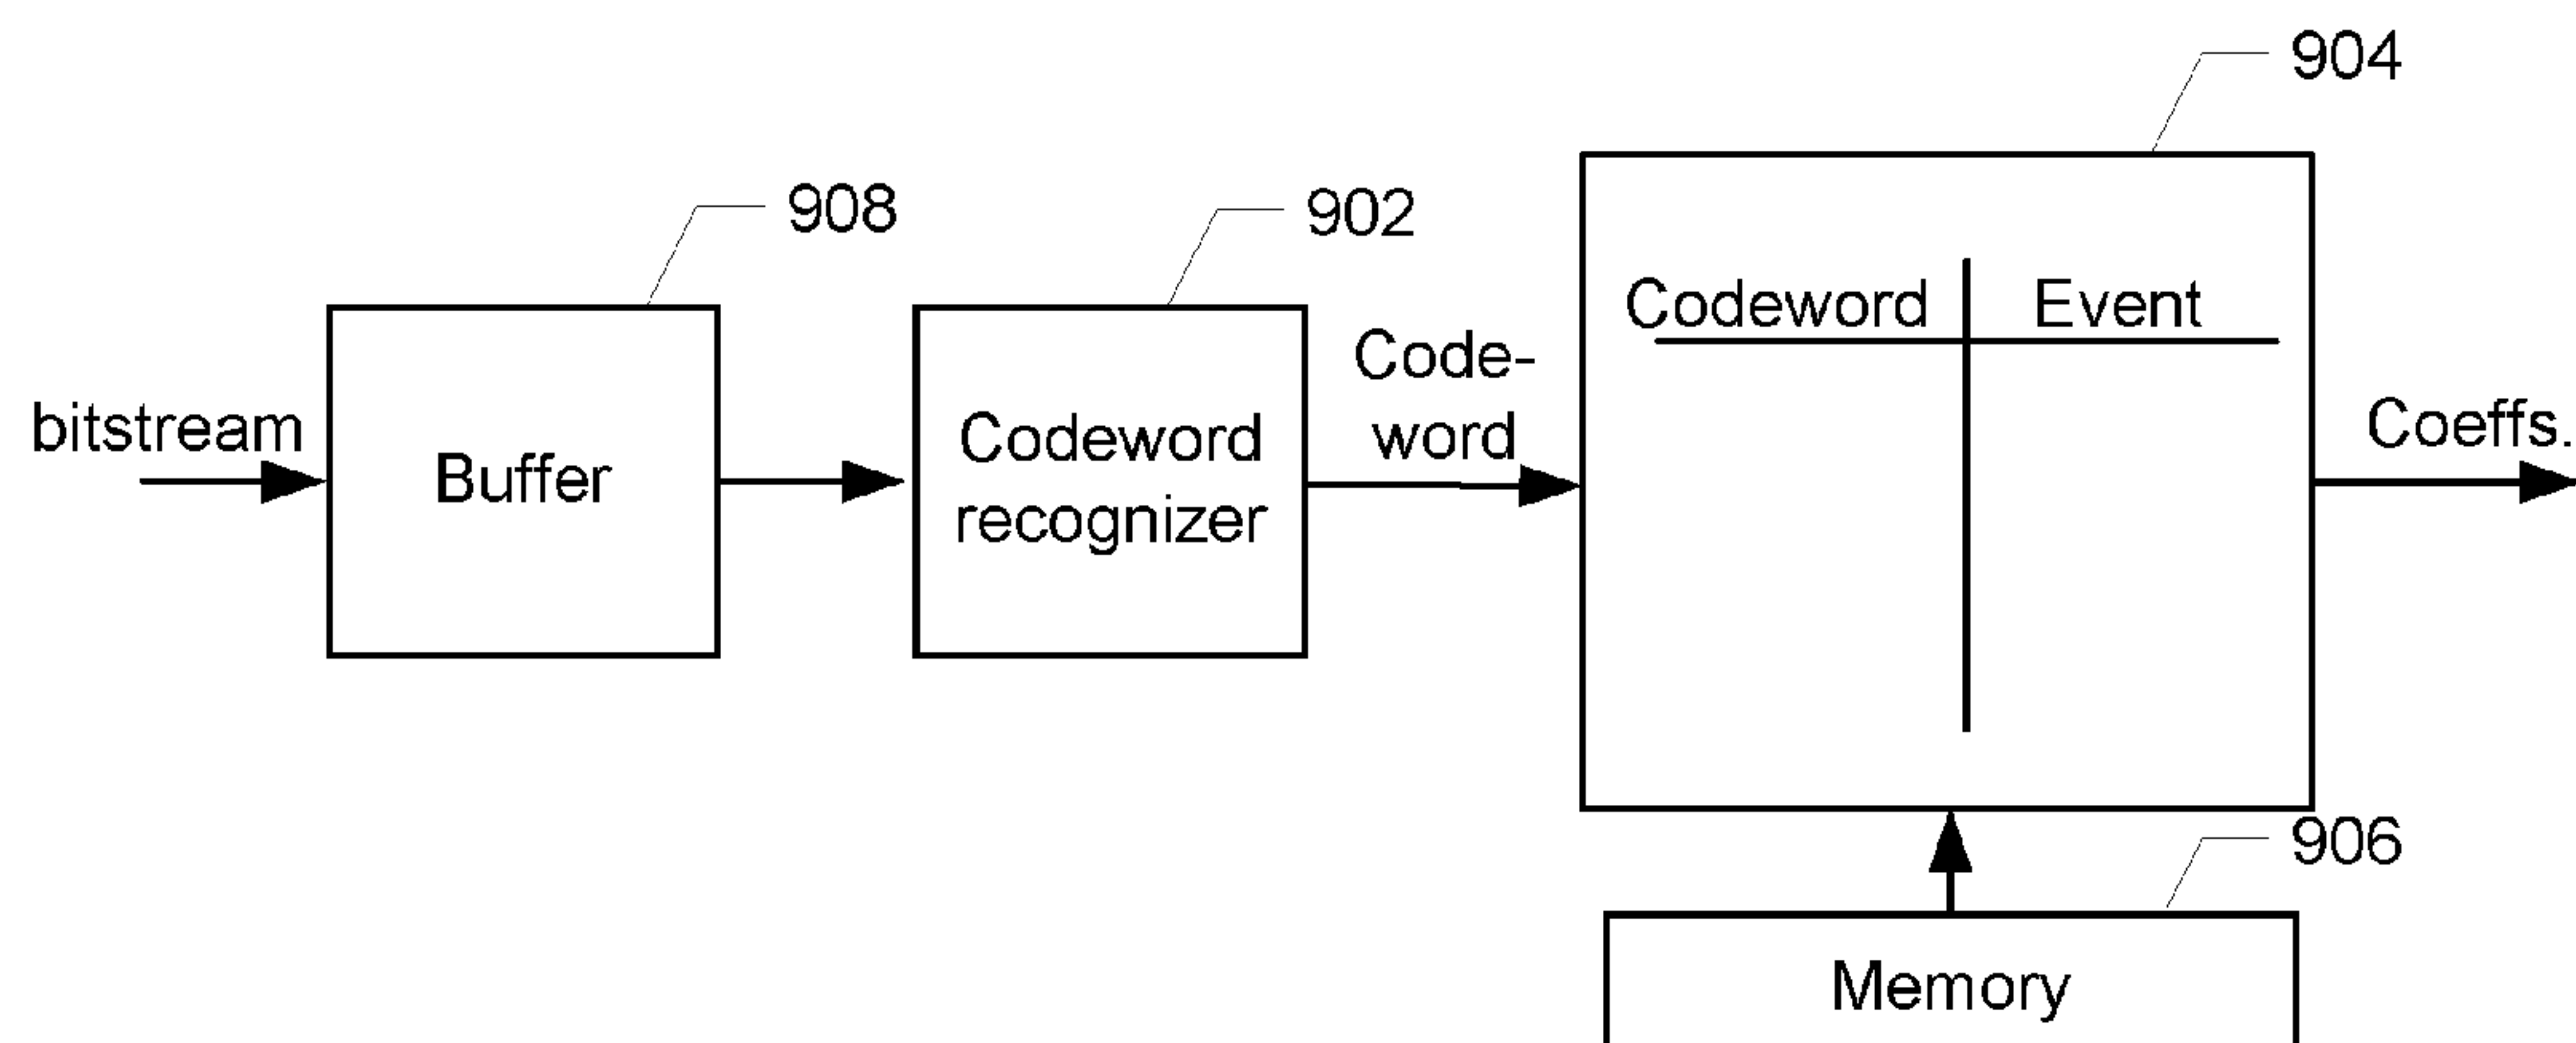 904
908
902
Codeword Event
Code-
word
bitstream
Buffer
Codeword
recognizer
Coeffs.
906
Memory